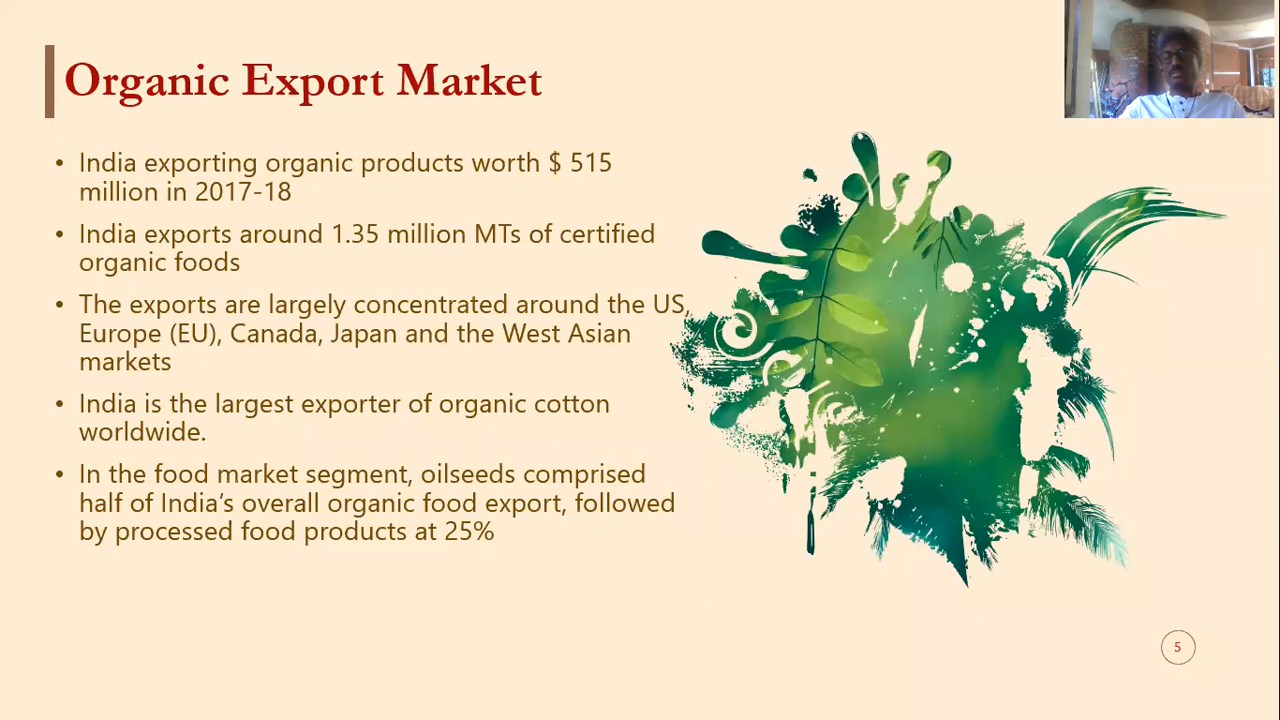 Organic Export Market
• India exporting organic products worth $ 515
million in 2017-18
• India exports around 1.35 million MTs of certified
organic foods
• The exports are largely concentrated around the US,
Europe (EU), Canada, Japan and the West Asian
markets
• India is the largest exporter of organic cotton
worldwide.
• In the food market segment, oilseeds comprised
half of India‘s overall organic food export, followed
by processed food products at 25%
5